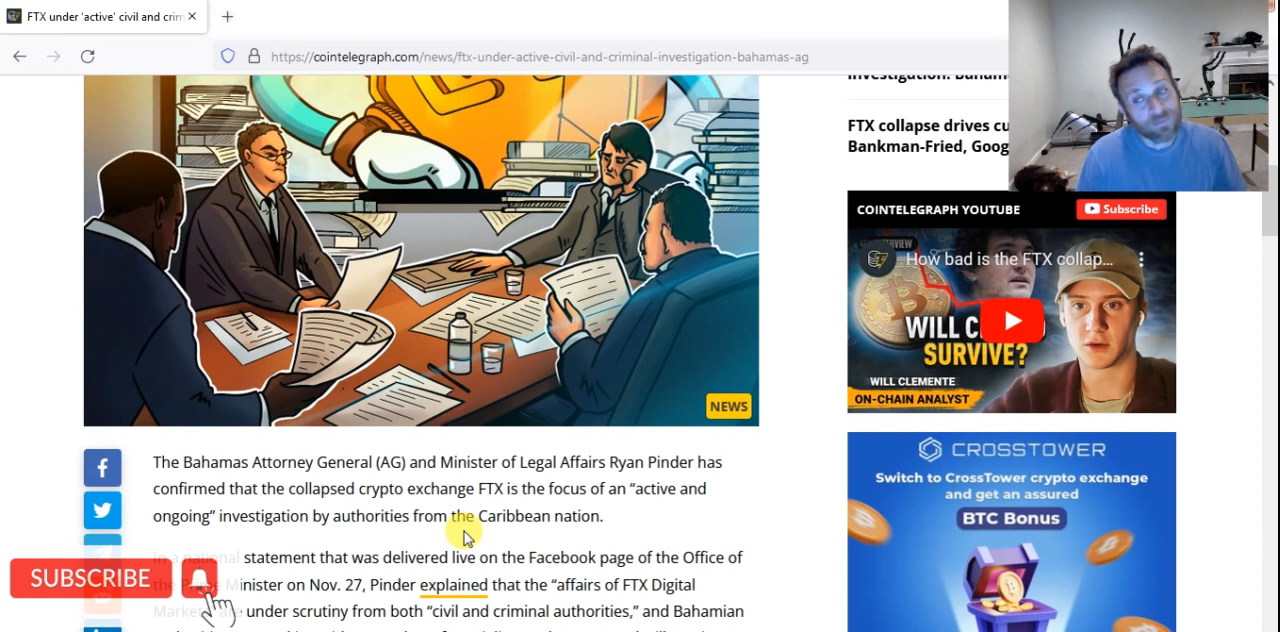 FTX under ‘active’ civil and crim
https://cointelegraph.com/news/ftx-under-active-civil-and-criminal-investigation-bahamas-ag
NEWS
The Bahamas Attorney General (AG) and Minister of Legal Affairs Ryan Pinder has
confirmed that the collapsed crypto exchange FTX is the focus of an “active and
ongoing” investigation by authorities from the Caribbean nation.
In a national statement that was delivered live on the Facebook page of the Office of
the Prime Minister on Nov. 27, Pinder explained that the “affairs of FTX Digital
Markets are under scrutiny from both “civil and criminal authorities,” and Bahamian
SUBSCRIBE
FTX collapse drives cu
Bankman-Fried, Goog
COINTELEGRAPH YOUTUBE
Subscribe
How bad is the FTX collap...
WILL
SURVIVE?
WILL CLEMENTE
ON-CHAIN ANALYST
CROSSTOWER
Switch to CrossTower crypto exchange
and get an assured
BTC Bonus